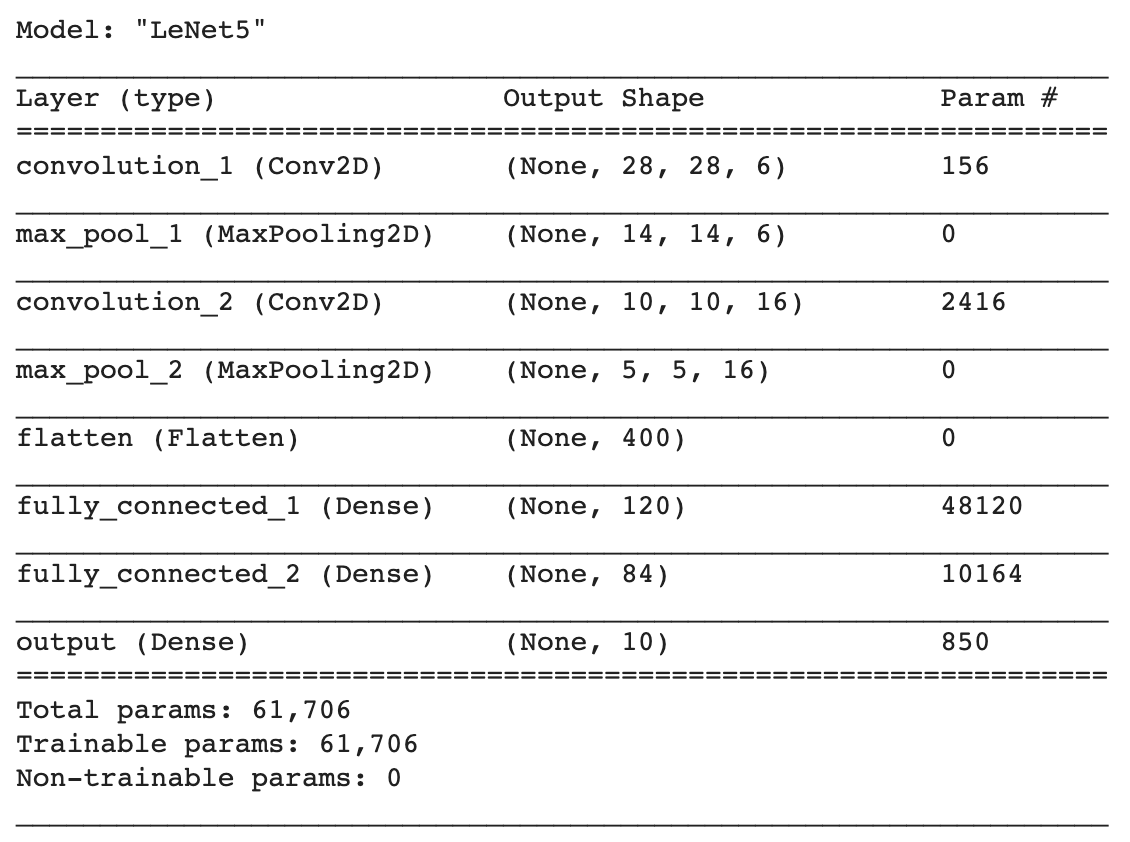 Model: "LeNet5"
Layer (type) Output Shape Param #
convolution_1 (Conv2D) (None, 28, 28, 6) 156
max_pool_1 (MaxPooling2D) (None, 14, 14, 6) 0
convolution_2 (Conv2D) (None, 10, 10, 16) 2416
max_pool_2 (MaxPooling2D) (None, 5, 5, 16) 0
flatten (Flatten) (None, 400) 0
fully_connected_1 (Dense) (None, 120) 48120
fully_connected_2 (Dense) (None, 84) 10164
output (Dense) (None, 10) 850
Total params: 61,706
Trainable params: 61,706
Non-trainable params: 0